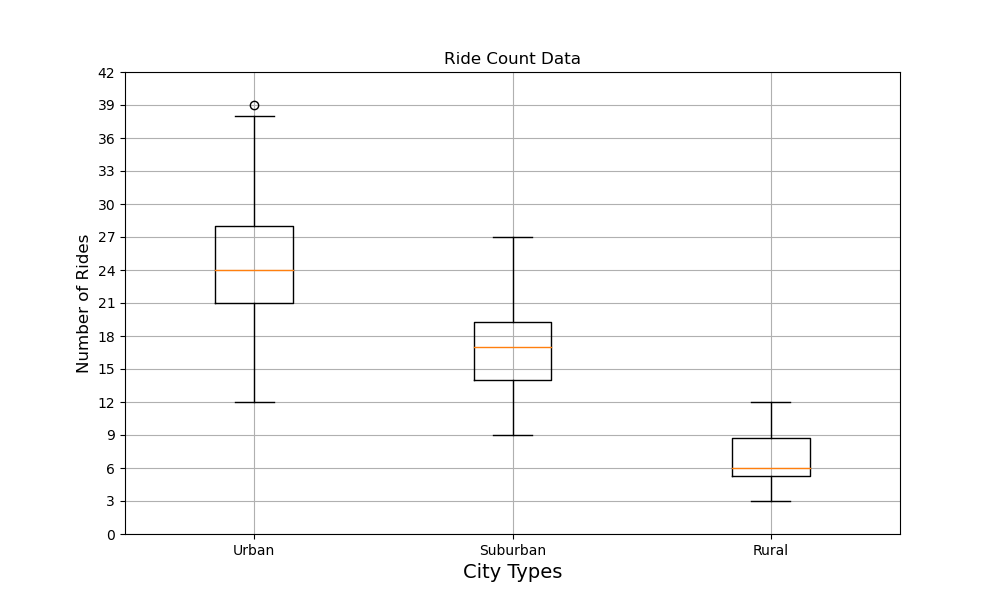 Ride Count Data
42
39
36
33
30
27
24
21
18
15
12
9
6
3
0
Number of Rides
Urban
Suburban
Rural
City Types